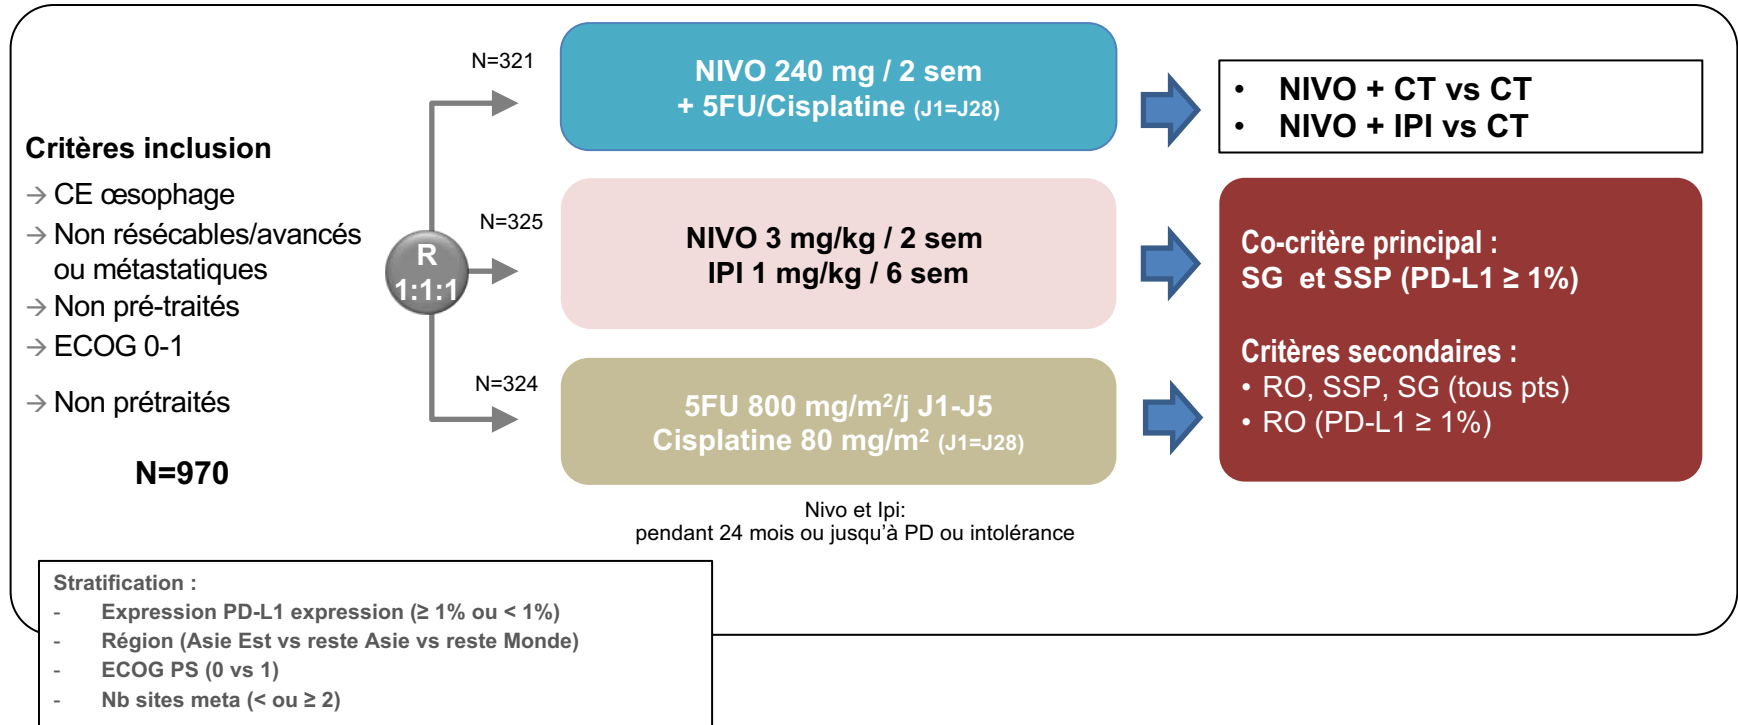 Critères inclusion
→ CE œsophage
→ Non résécables/avancés
ou métastatiques
→ Non pré-traités
→ ECOG 0-1
→ Non prétraités
N=970
R
1:1:1
N=321
NIVO 240 mg / 2 sem
+ 5FU/Cisplatine (J1=J28)
N=325
NIVO 3 mg/kg / 2 sem
IPI 1 mg/kg / 6 sem
N=324
5FU 800 mg/m²/j J1-J5
Cisplatine 80 mg/m² (J1=J28)
Nivo et Ipi:
pendant 24 mois ou jusqu'à PD ou intolérance
• NIVO + CT vs CT
• NIVO + IPI vs CT
Co-critère principal :
SG et SSP (PD-L1 ≥ 1%)
Critères secondaires :
• RO, SSP, SG (tous pts)
• RO (PD-L1 ≥ 1%)
Stratification :
- Expression PD-L1 expression (≥ 1% ou < 1%)
- Région (Asie Est vs reste Asie vs reste Monde)
- ECOG PS (0 vs 1)
- Nb sites meta (< ou ≥ 2)